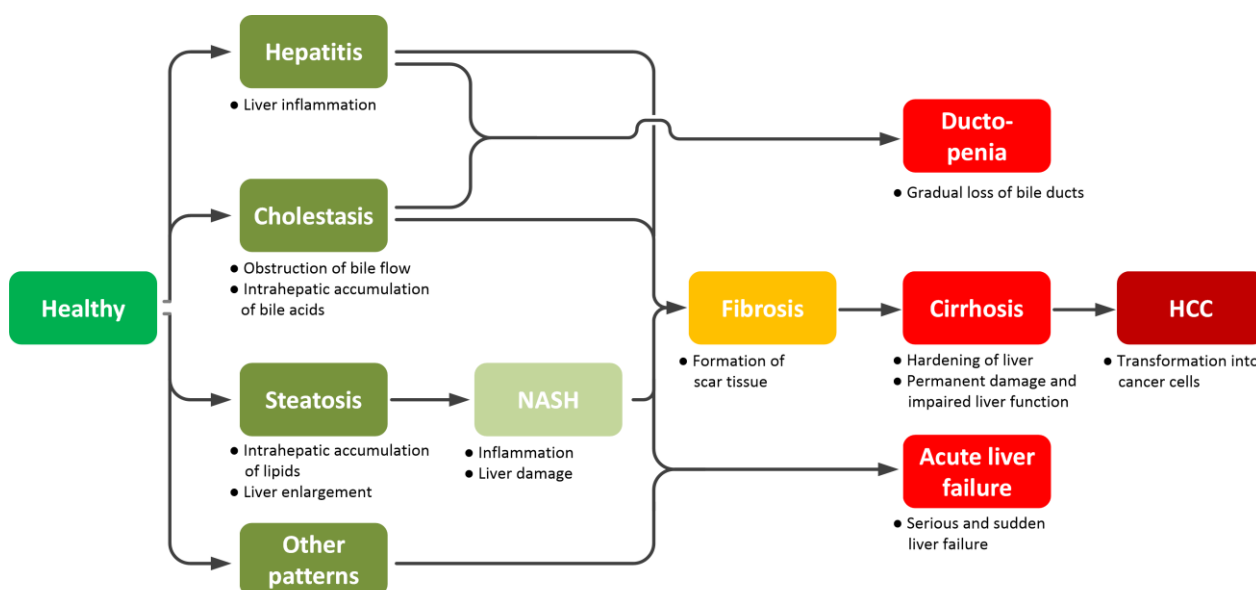 Hepatitis
● Liver inflammation
Ducto-
penia
● Gradual loss of bile ducts
Cholestasis
● Obstruction of bile flow
● Intrahepatic accumulation
of bile acids
Healthy
Fibrosis
● Formation of
scar tissue
Cirrhosis
● Hardening of liver
● Permanent damage and
impaired liver function
HCC
● Transformation into
cancer cells
Steatosis
● Intrahepatic accumulation
of lipids
● Liver enlargement
NASH
● Inflammation
● Liver damage
Acute liver
failure
● Serious and sudden
liver failure
Other
patterns